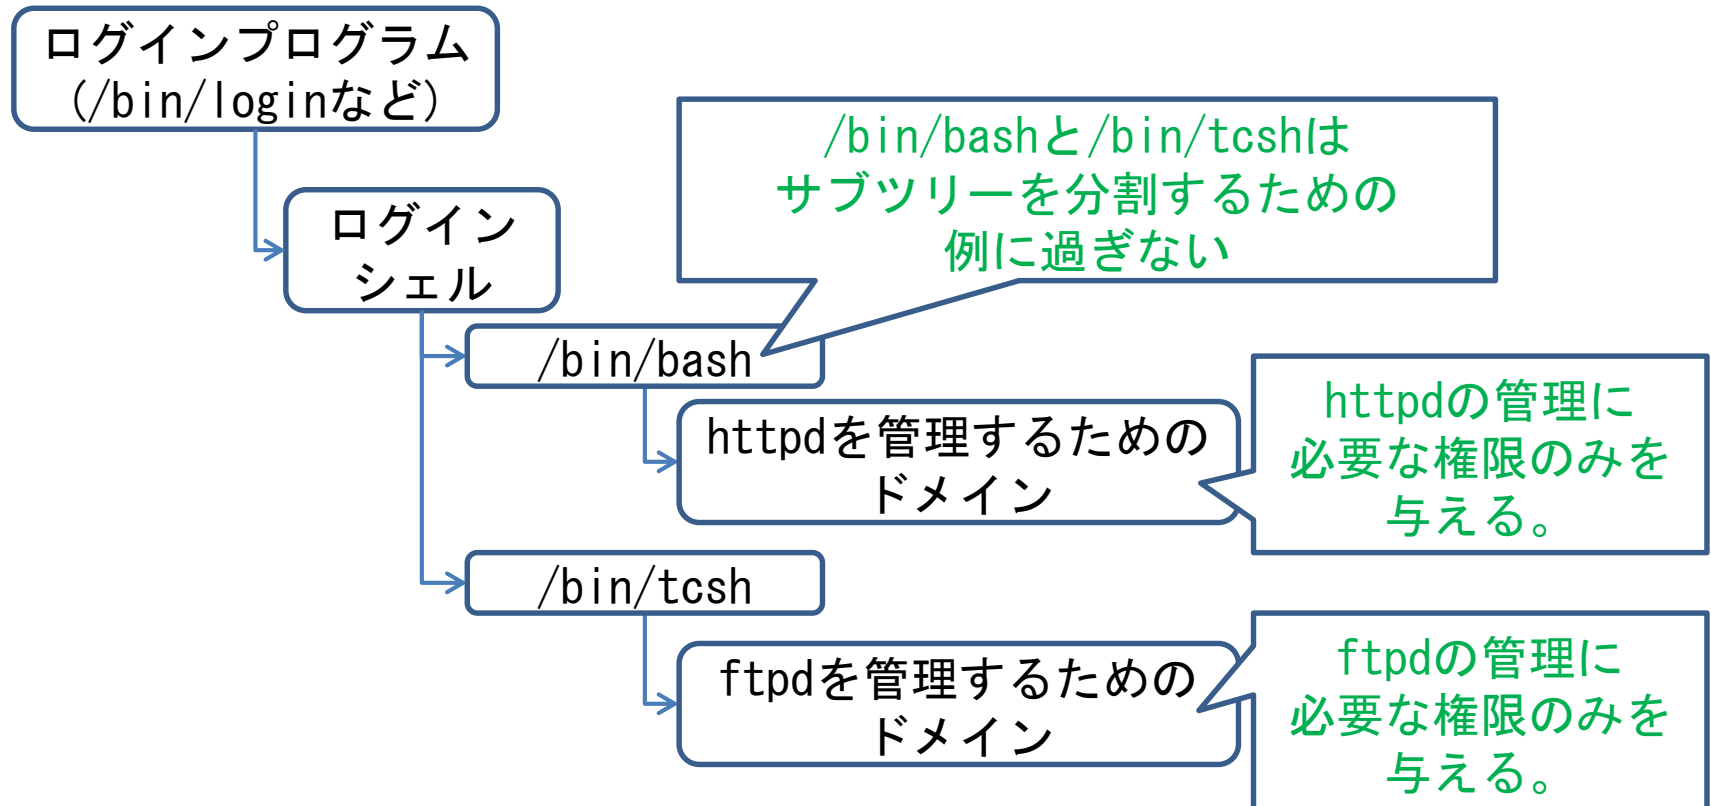 ログインプログラム
(/bin/loginなど)
/bin/bashと/bin/tcshは
サブツリーを分割するための
例に過ぎない
ログイン
シェル
/bin/bash
httpdを管理するための
ドメイン
httpdの管理に
必要な権限のみを
与える。
/bin/tcsh
ftpdを管理するための
ドメイン
ftpdの管理に
必要な権限のみを
与える。